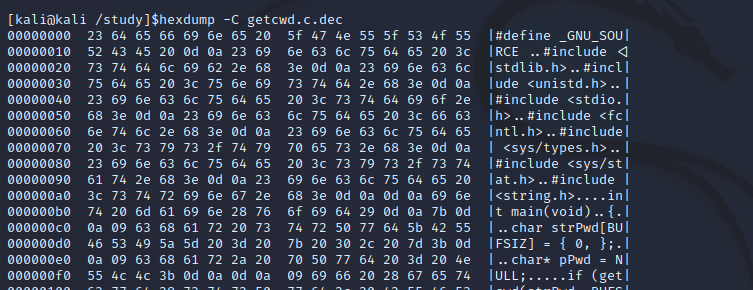 [kali@kali /study]$hexdump -C getcwd.c.dec
00000000  23 64 65 66 69 6e 65 20  5f 47 4e 55 5f 53 4f 55  |#define _GNU_SOU|
00000010  52 43 45 20 0d 0a 23 69  6e 63 6c 75 64 65 20 3c  |RCE ..#include <|
00000020  73 74 64 6c 69 62 2e 68  3e 0d 0a 23 69 6e 63 6c  |stdlib.h>..#incl|
00000030  75 64 65 20 3c 75 6e 69  73 74 64 2e 68 3e 0d 0a  |ude <unistd.h>..|
00000040  23 69 6e 63 6c 75 64 65  20 3c 73 74 64 69 6f 2e  |#include <stdio.|
00000050  68 3e 0d 0a 23 69 6e 63  6c 75 64 65 20 3c 66 63  |h>..#include <fc|
00000060  6e 74 6c 2e 68 3e 0d 0a  23 69 6e 63 6c 75 64 65  |ntl.h>..#include|
00000070  20 3c 73 79 73 2f 74 79  70 65 73 2e 68 3e 0d 0a  | <sys/types.h>..|
00000080  23 69 6e 63 6c 75 64 65  20 3c 73 79 73 2f 73 74  |#include <sys/st|
00000090  61 74 2e 68 3e 0d 0a 23  69 6e 63 6c 75 64 65 20  |at.h>..#include |
000000a0  3c 73 74 72 69 6e 67 2e  68 3e 0d 0a 0d 0a 69 6e  |<string.h>....in|
000000b0  74 20 6d 61 69 6e 28 76  6f 69 64 29 0d 0a 7b 0d  |t main(void)..{.|
000000c0  0a 09 63 68 61 72 20 73  74 72 50 77 64 5b 42 55  |..char strPwd[BU|
000000d0  46 53 49 5a 5d 20 3d 20  7b 20 30 2c 20 7d 3b 0d  |FSIZ] = { 0, };.|
000000e0  0a 09 63 68 61 72 2a 20  70 50 77 64 20 3d 20 4e  |..char* pPwd = N|
000000f0  55 4c 4c 3b 0d 0a 0d 0a  09 69 66 20 28 67 65 74  |ULL;.....if (get|